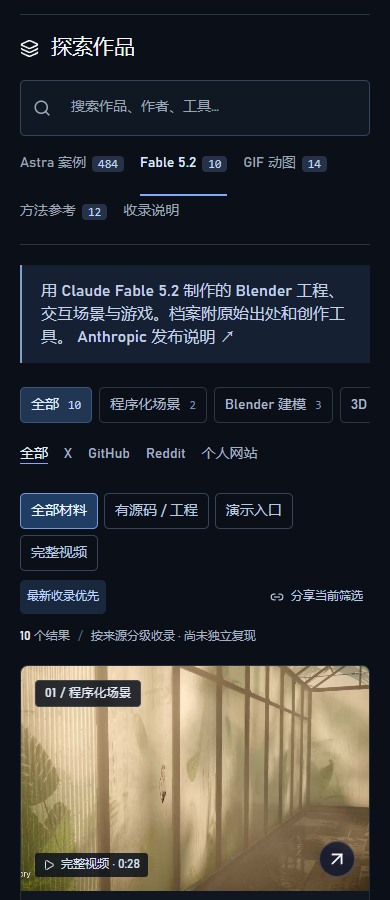 探索作品
搜索作品、作者、工具...
Astra 案例 484 Fable 5.2 10 GIF 动图 14
方法参考 12 收录说明
用 Claude Fable 5.2 制作的 Blender 工程、
交互场景与游戏。档案附原始出处和创作工
具。 Anthropic 发布说明 ↗
全部 10 程序化场景 2 Blender 建模 3 3D
全部 X GitHub Reddit 个人网站
全部材料 有源码 / 工程 演示入口
完整视频
最新收录优先 分享当前筛选
10 个结果 / 按来源分级收录 · 尚未独立复现
01 / 程序化场景
完整视频 · 0:28
ory